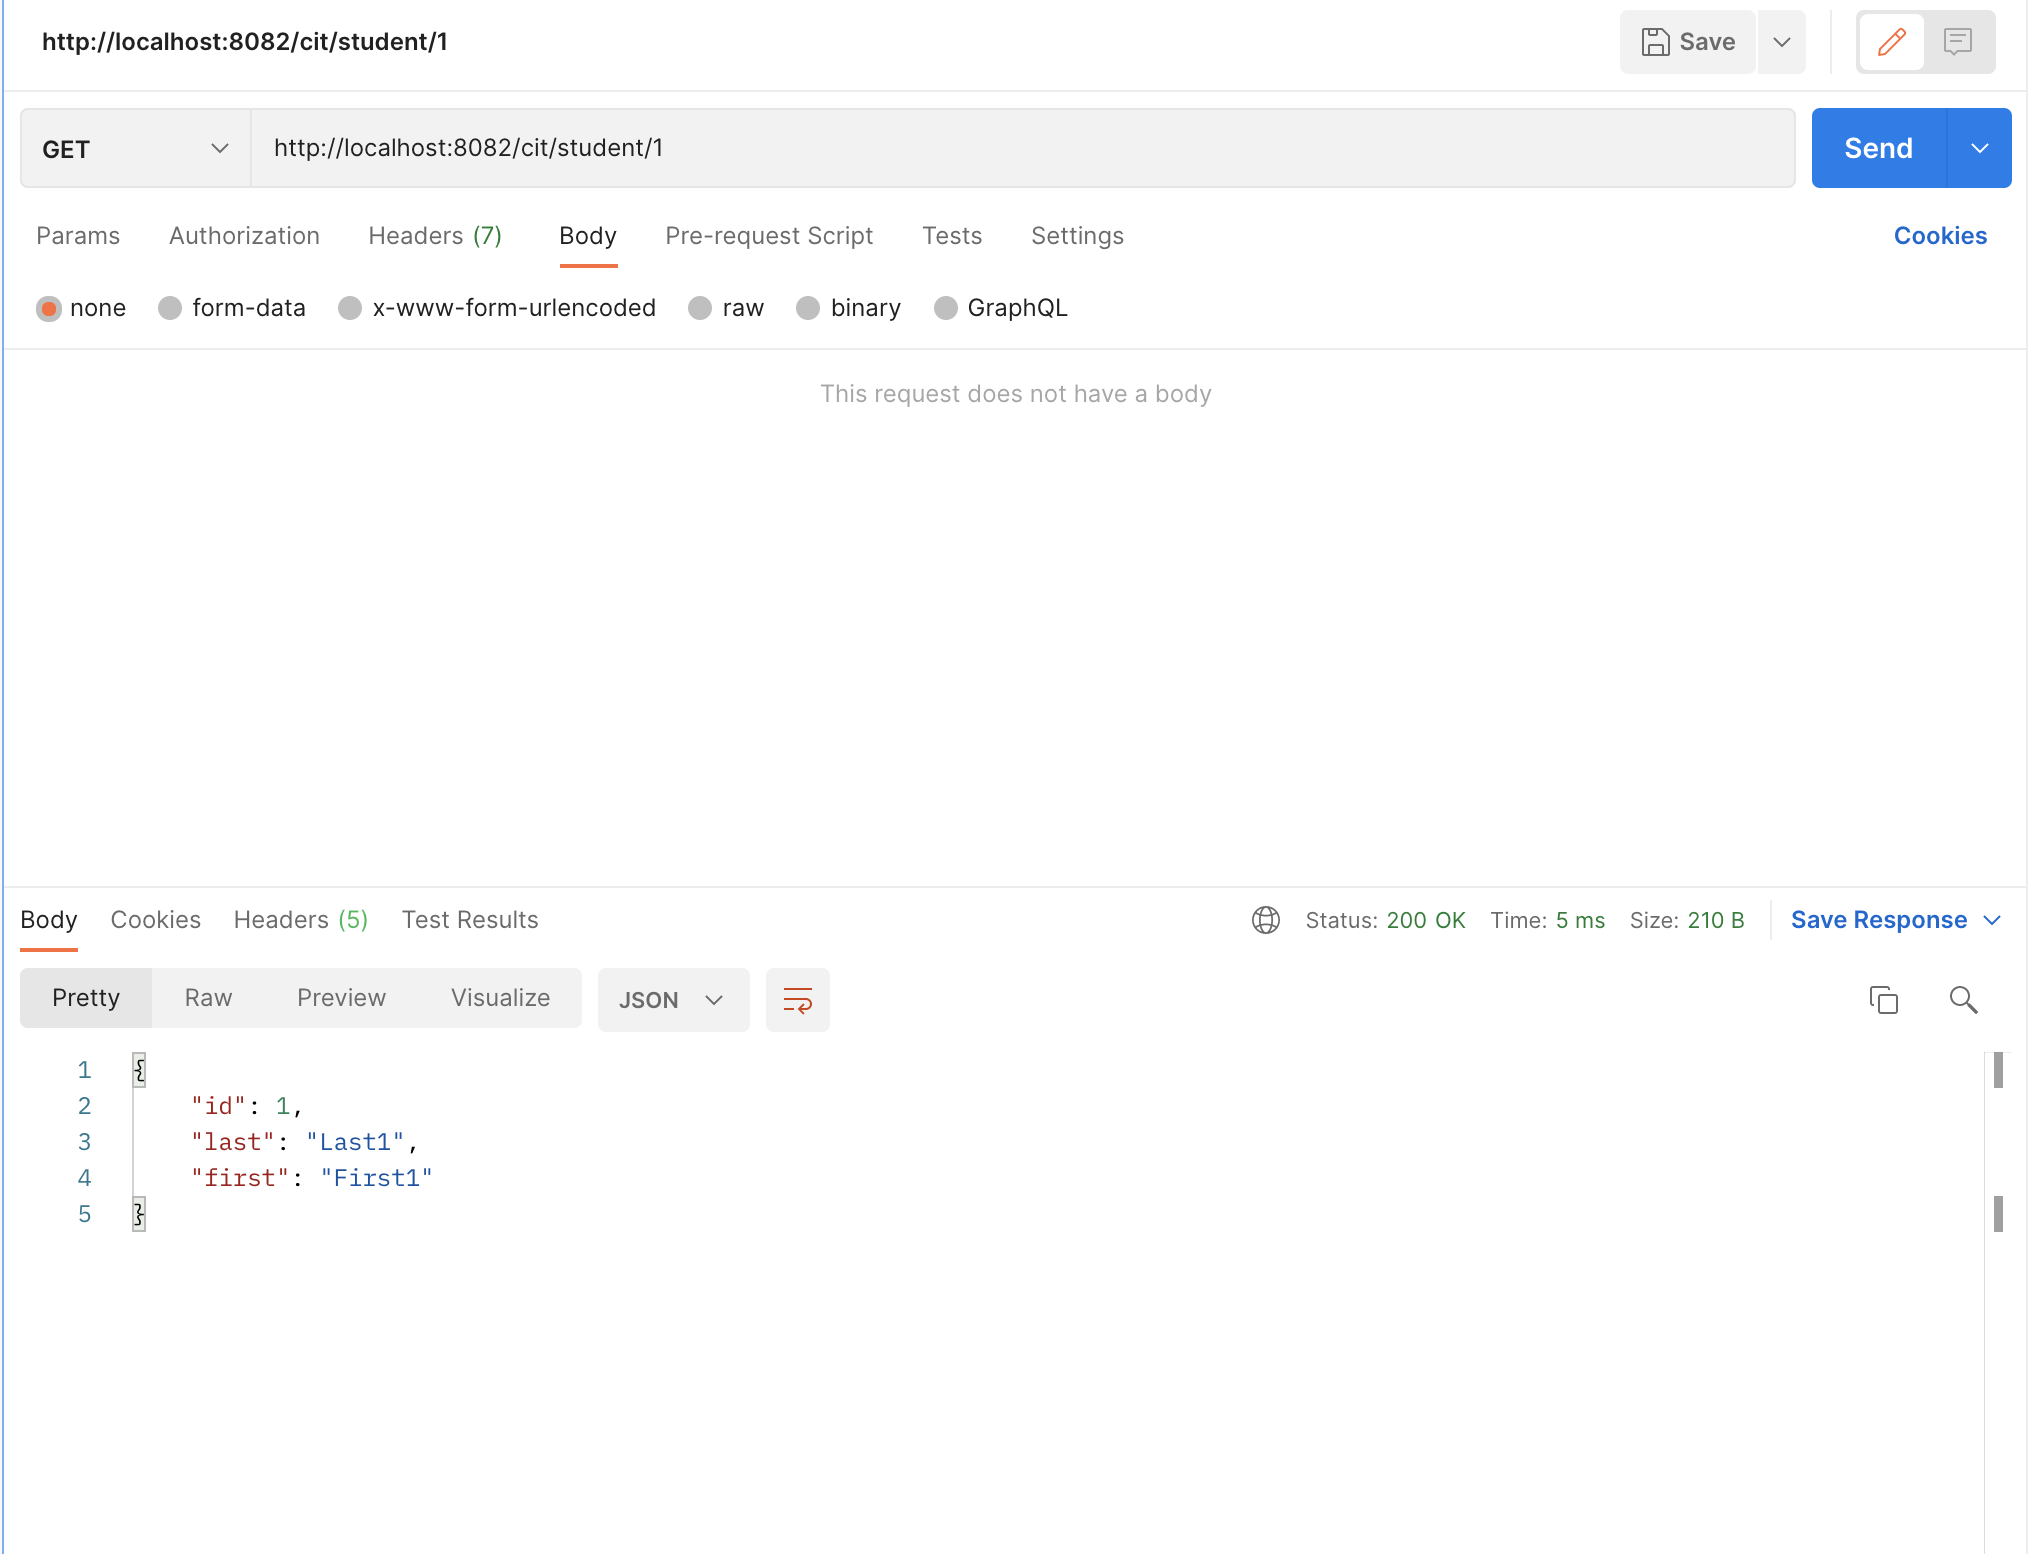 http://localhost:8082/cit/student/1
Save
GET
http://localhost:8082/cit/student/1
Send
Params Authorization Headers (7) Body Pre-request Script Tests Settings Cookies
none form-data x-www-form-urlencoded raw binary GraphQL
This request does not have a body
Body Cookies Headers (5) Test Results Status: 200 OK Time: 5 ms Size: 210 B Save Response
Pretty Raw Preview Visualize JSON
1 {
2 "id": 1,
3 "last": "Last1",
4 "first": "First1"
5 }